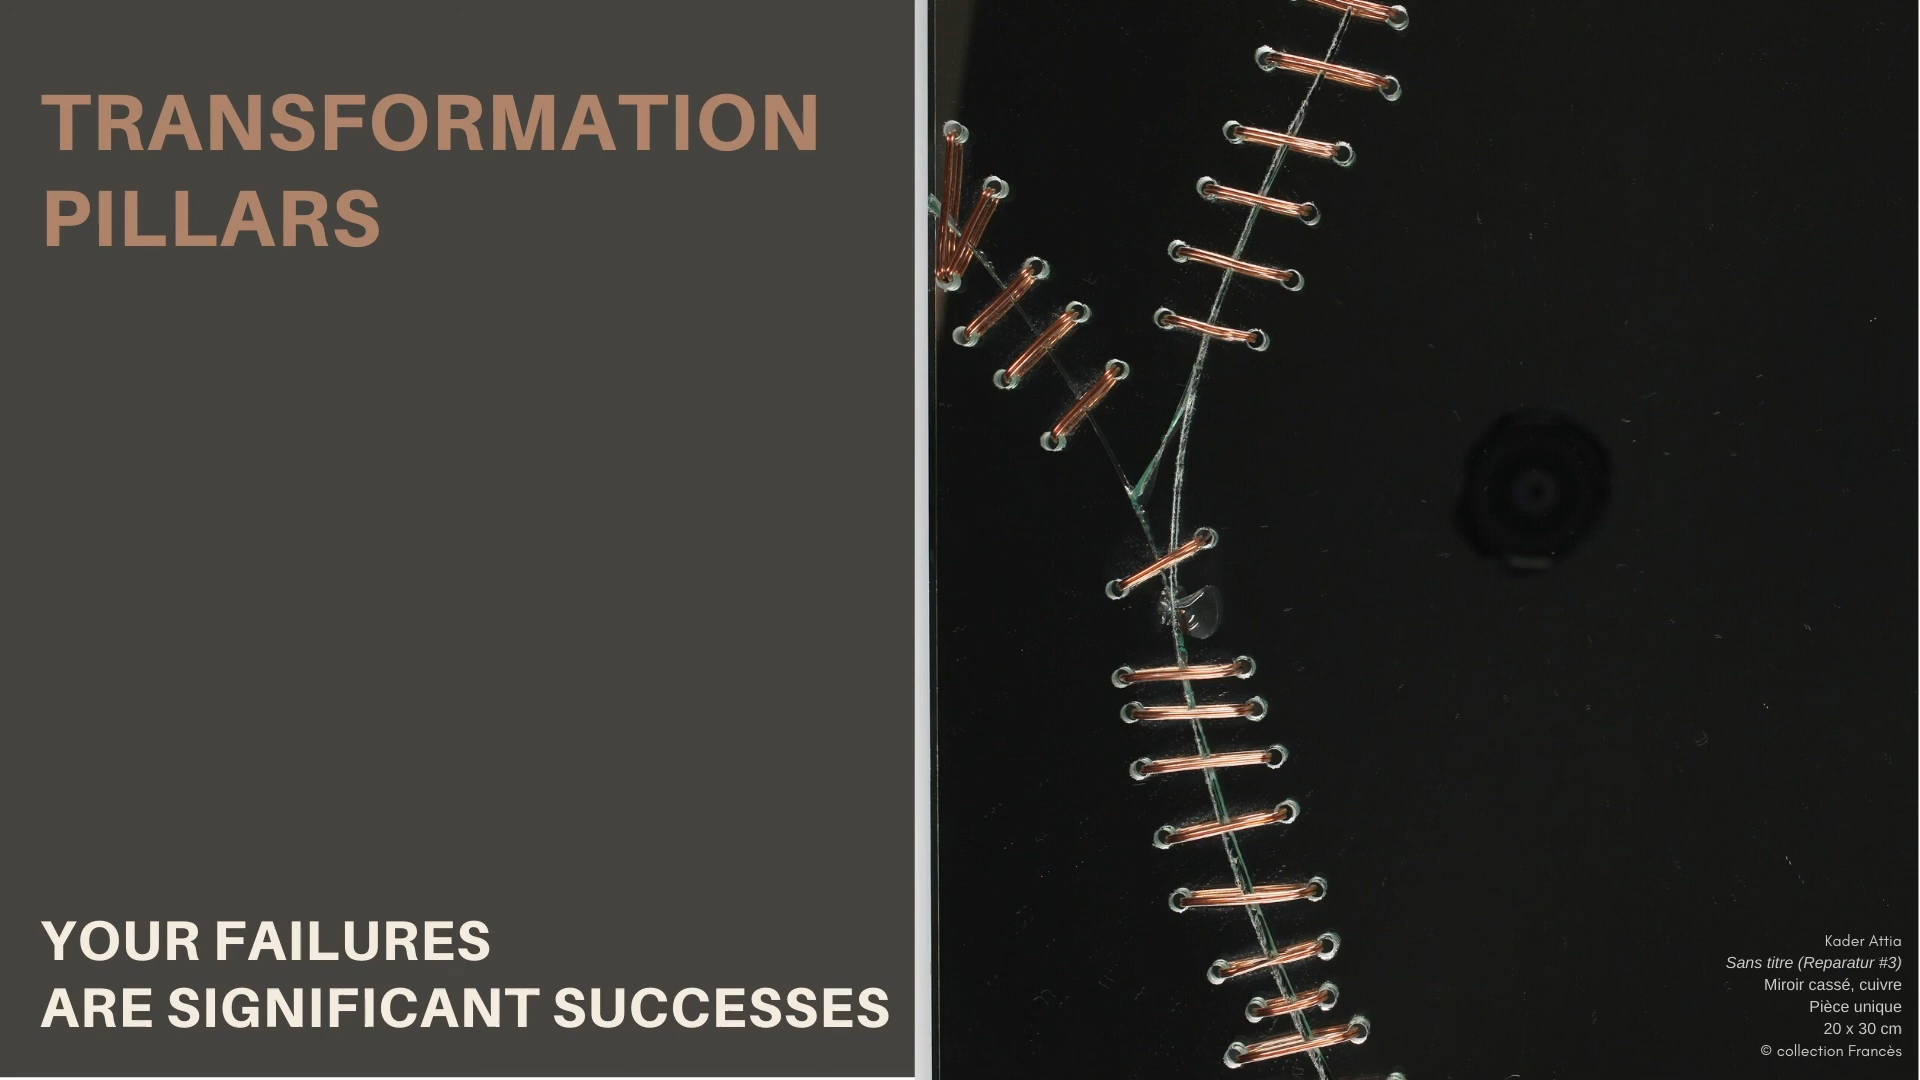 TRANSFORMATION
PILLARS
YOUR FAILURES
ARE SIGNIFICANT SUCCESSES
Kader Attia
Sans titre (Reparatur #3)
Miroir cassé, cuivre
Pièce unique
20 x 30 cm
© collection Francès